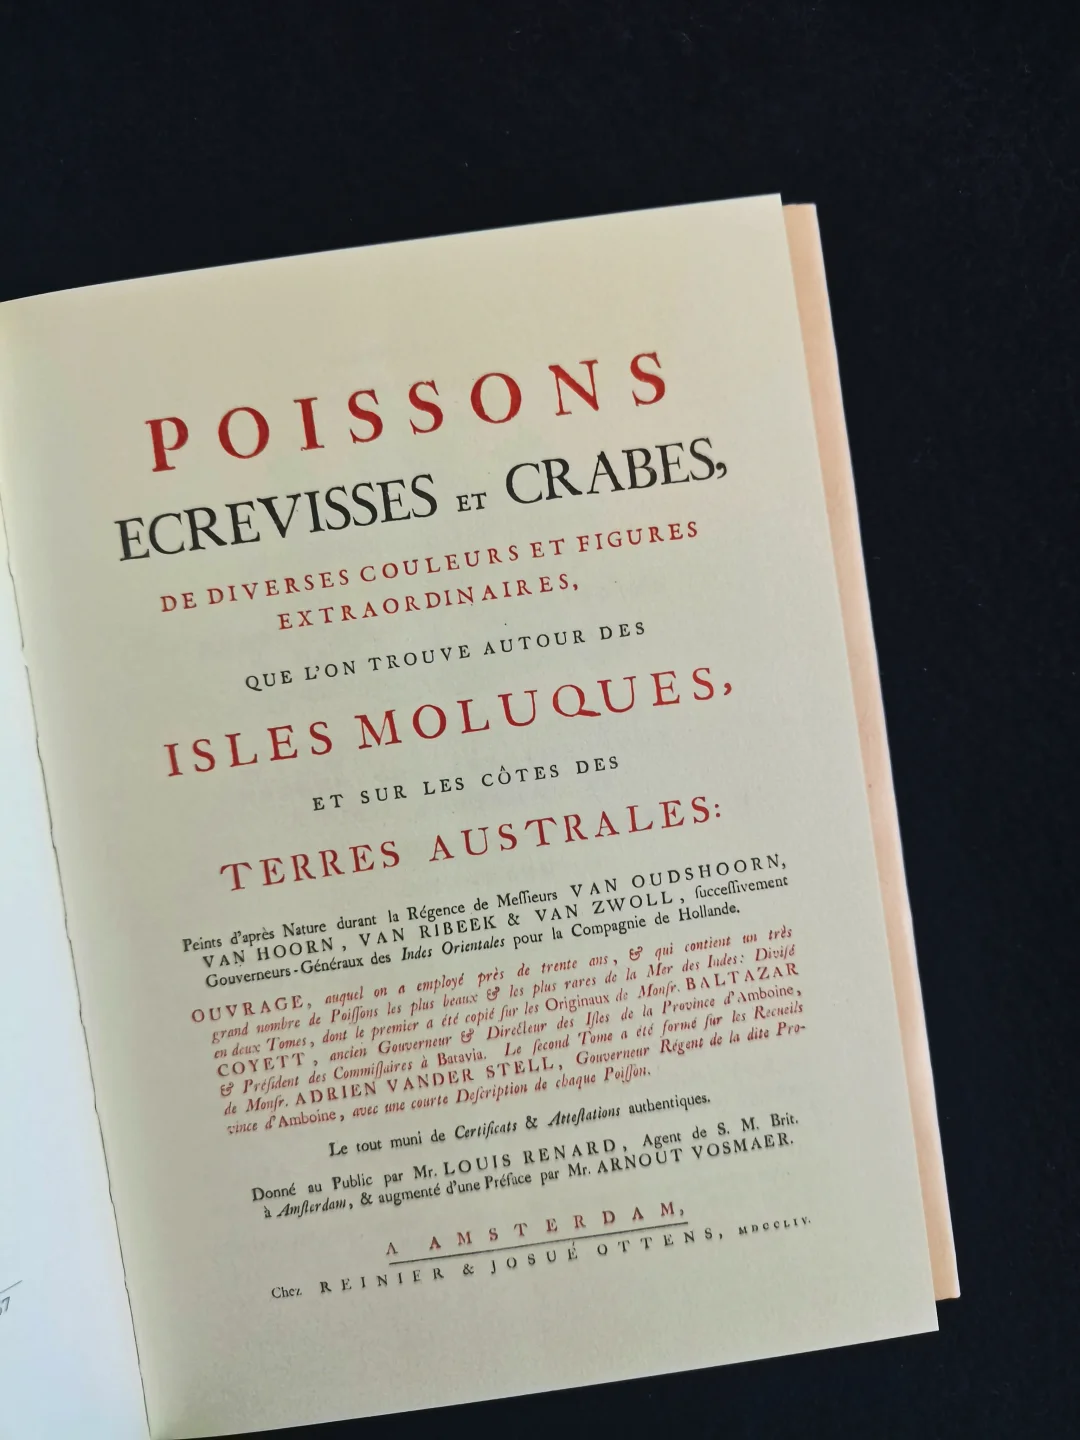 POISSONS
ECREVISSES ET CRABES,
DE DIVERSES COULEURS ET FIGURES
EXTRAORDINAIRES,
QUE L'ON TROUVE AUTOUR DES
ISLES MOLUQUES,
ET SUR LES CÔTES DES
TERRES AUSTRALES:
Peints d'après Nature durant la Régence de Meſſieurs VAN OUDSHOORN,
VAN HOORN, VAN RIBEEK & VAN ZWOLL, ſucceſſivement
Gouverneurs-Généraux des Indes Orientales pour la Compagnie de Hollande.
OUVRAGE, auquel on a employé près de trente ans, & qui contient un très
grand nombre de Poiſſons les plus beaux & les plus rares de la Mer des Indes: Diviſé
en deux Tomes, dont le premier a été copié ſur les Originaux de Monſr. BALTAZAR
COYETT, ancien Gouverneur & Directeur des Iſles de la Province d'Amboine,
& Préſident des Commiſſaires à Batavia. Le ſecond Tome a été formé ſur les Recueils
de Monſr. ADRIEN VANDER STELL, Gouverneur Régent de la dite Pro-
vince d'Amboine, avec une courte Deſcription de chaque Poiſſon.
Le tout muni de Certificats & Atteſtations authentiques.
Donné au Public par Mr. LOUIS RENARD, Agent de S. M. Brit.
à Amſterdam, & augmenté d'une Préface par Mr. ARNOUT VOSMAER.
A AMSTERDAM,
Chez REINIER & JOSUÉ OTTENS, MDCCLIV.